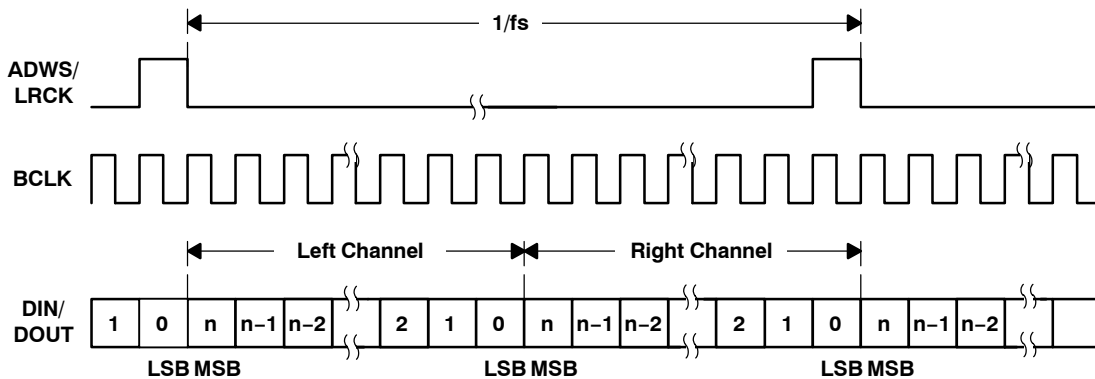 1/fs
ADWS/
LRCK
BCLK
Left Channel
Right Channel
DIN/
DOUT
1 0 n n−1 n−2 2 1 0 n n−1 n−2 2 1 0 n n−1 n−2
LSB MSB LSB MSB LSB MSB